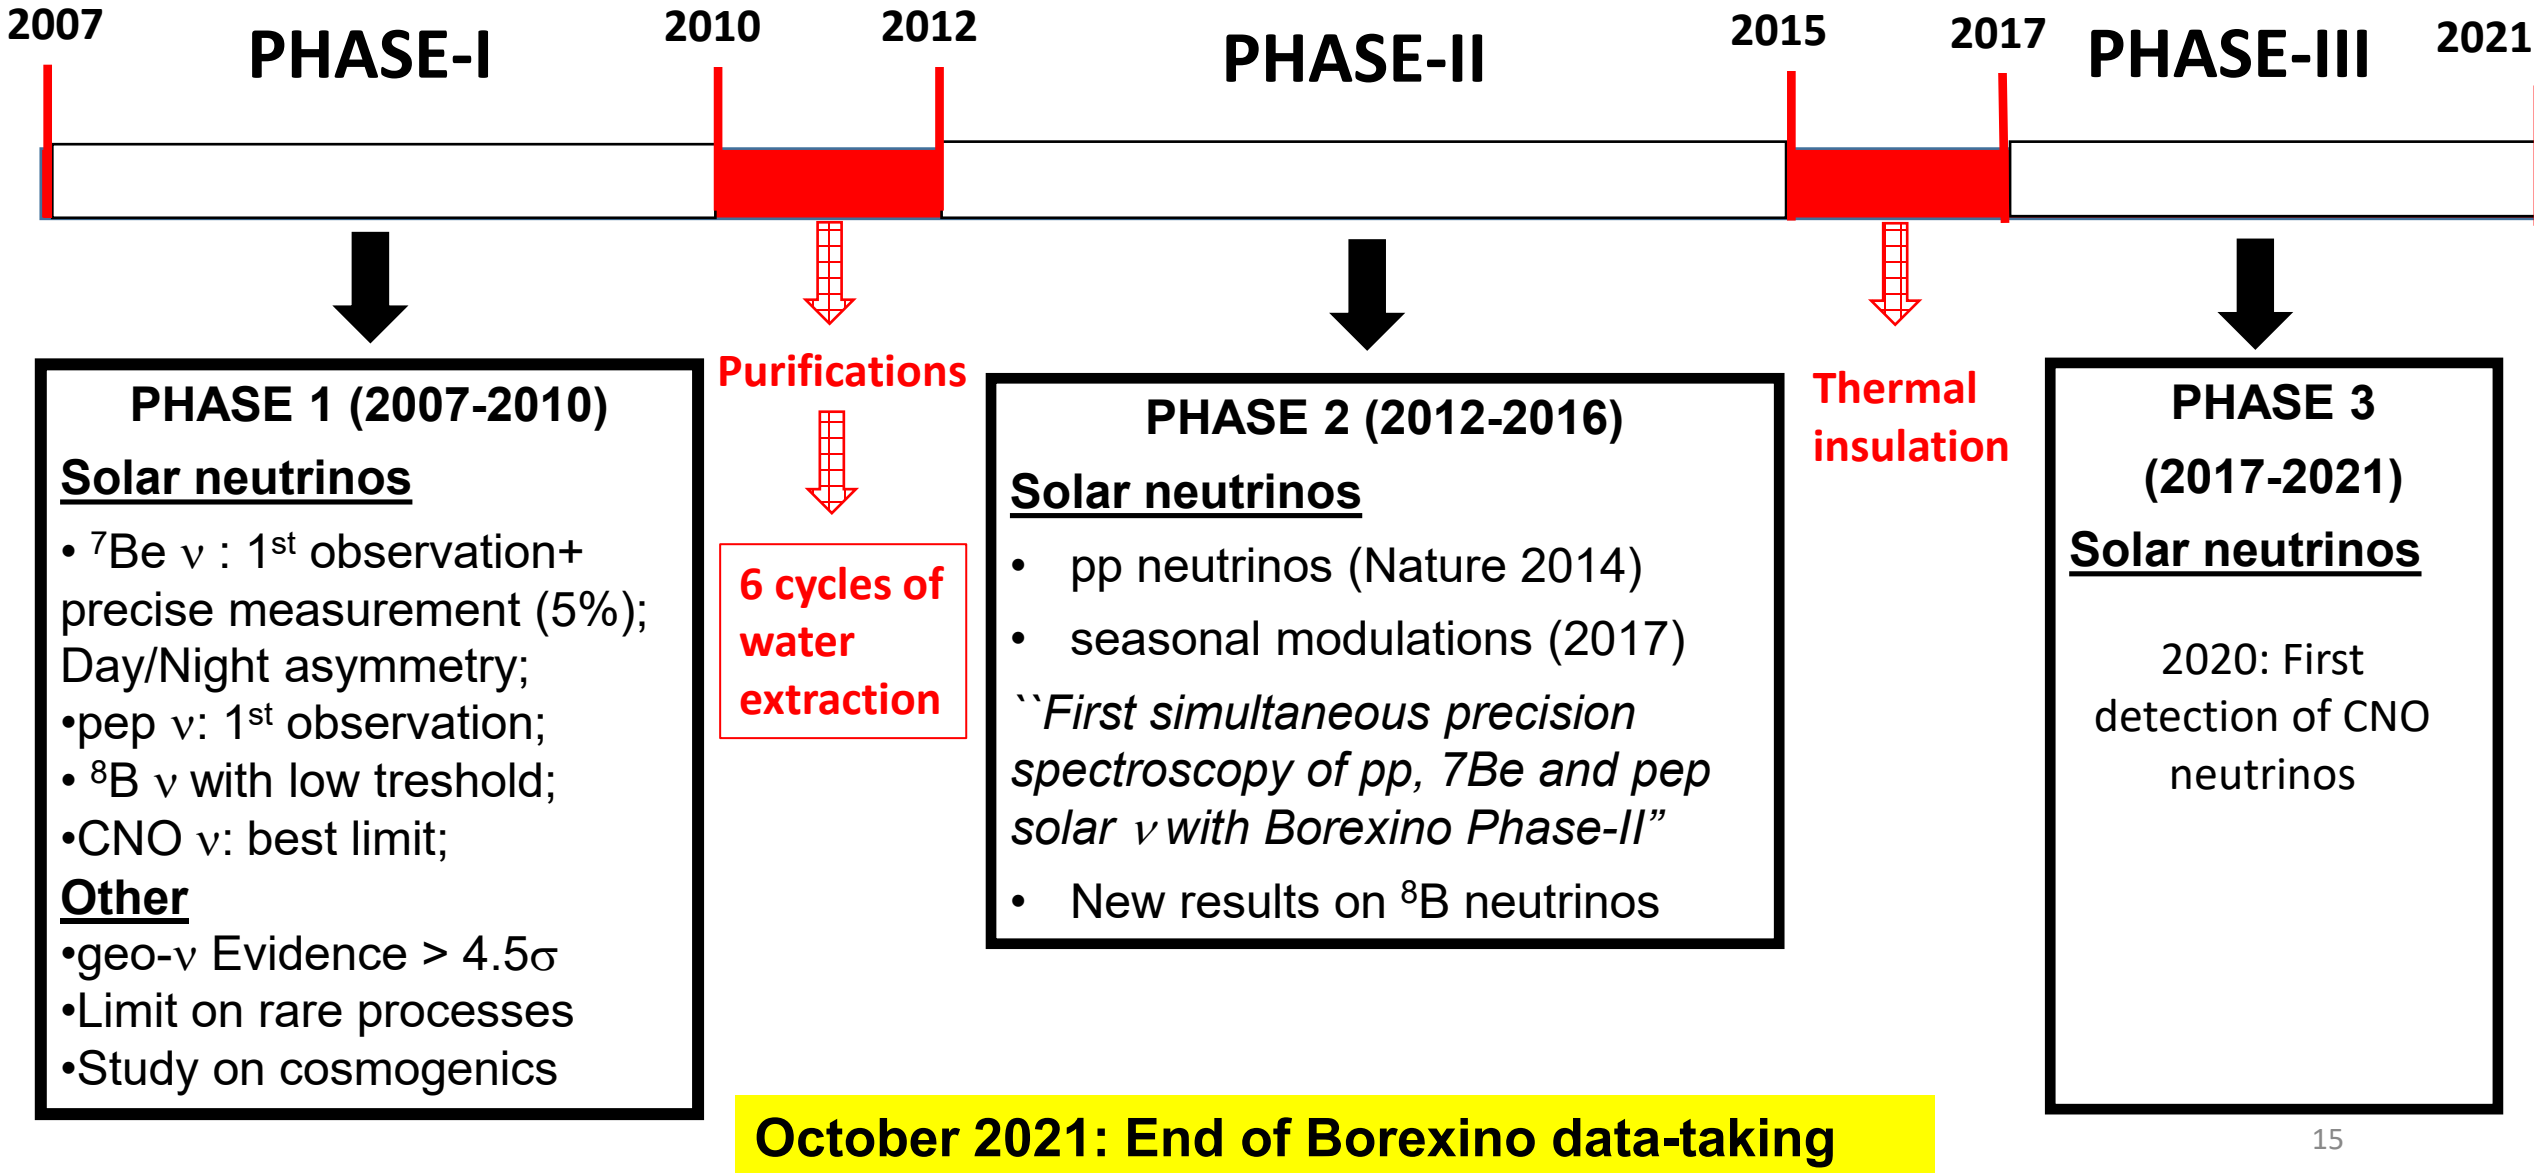 2007
PHASE-I
2010
2012
PHASE-II
2015
2017
PHASE-III
2021
PHASE 1 (2007-2010)
Solar neutrinos
• ⁷Be ν : 1ˢᵗ observation+
precise measurement (5%);
Day/Night asymmetry;
•pep ν: 1ˢᵗ observation;
• ⁸B ν with low treshold;
•CNO ν: best limit;
Other
•geo-ν Evidence > 4.5σ
•Limit on rare processes
•Study on cosmogenics
Purifications
6 cycles of
water
extraction
PHASE 2 (2012-2016)
Solar neutrinos
• pp neutrinos (Nature 2014)
• seasonal modulations (2017)
``First simultaneous precision
spectroscopy of pp, 7Be and pep
solar ν with Borexino Phase-II”
• New results on ⁸B neutrinos
Thermal
insulation
PHASE 3
(2017-2021)
Solar neutrinos
2020: First
detection of CNO
neutrinos
October 2021: End of Borexino data-taking
15